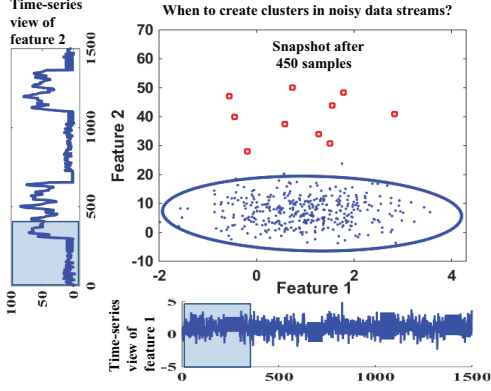 Time-series
view of
feature 2
When to create clusters in noisy data streams?
Snapshot after
450 samples
70
60
50
40
30
20
10
0
-10
Feature 2
-2
0
2
4
Feature 1
1500
1000
500
0
100
50
0
Time-series
view of
feature 1
5
0
-5
0
500
1000
1500